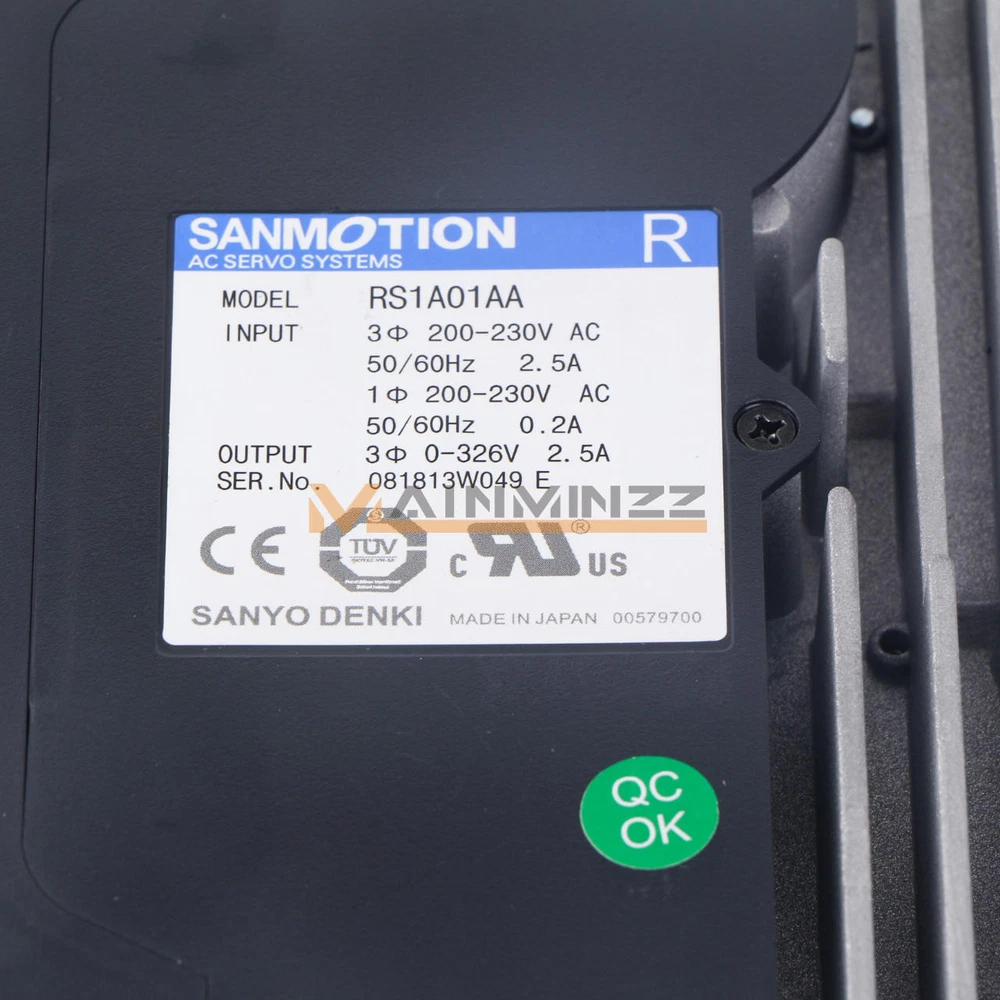 SANMOTION R
AC SERVO SYSTEMS
MODEL RS1A01AA
INPUT 3Φ 200-230V AC
50/60Hz 2.5A
1Φ 200-230V AC
50/60Hz 0.2A
OUTPUT 3Φ 0-326V 2.5A
SER.No. 081813W049 E
MAINMINZZ
CE TÜV c RU ® US
SANYO DENKI MADE IN JAPAN 00579700
QC
OK